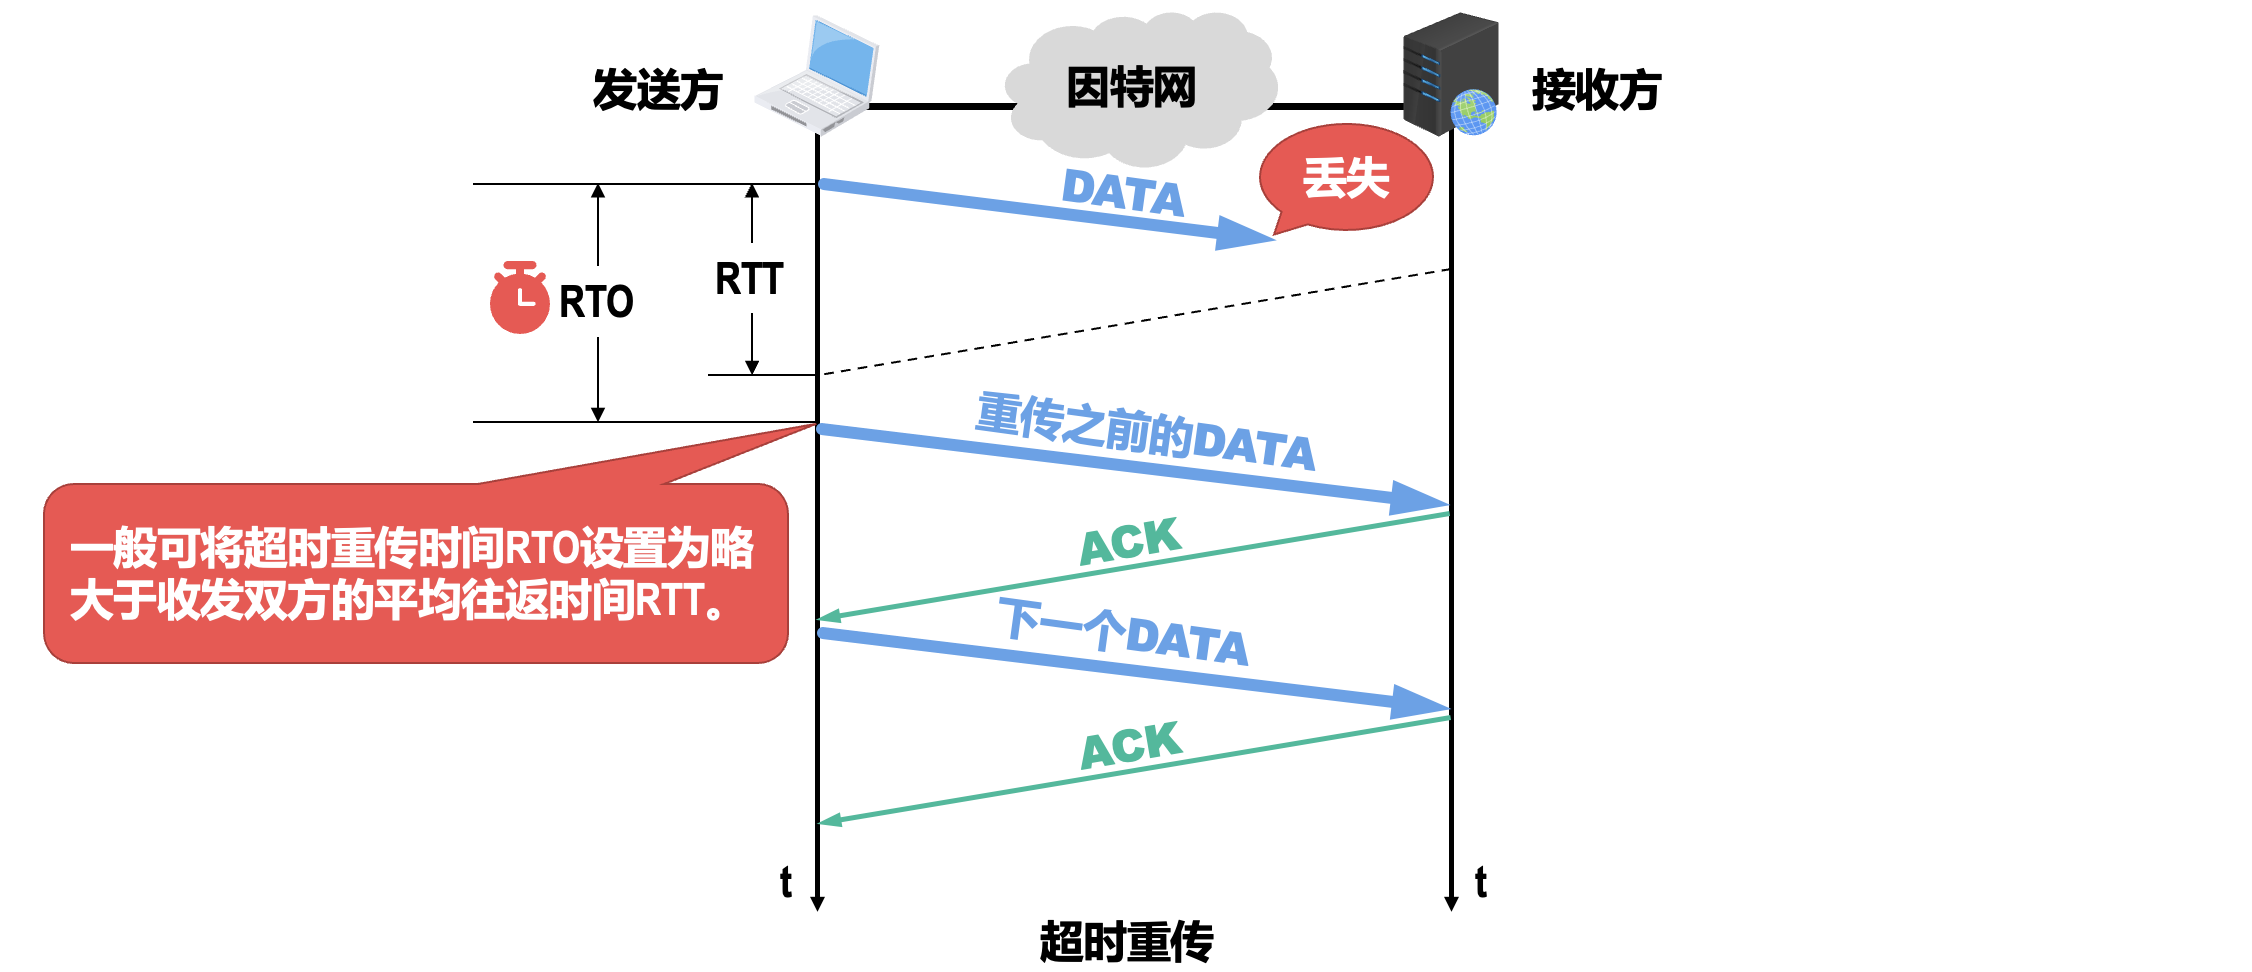 发送方
因特网
接收方
丢失
DATA
RTT
RTO
重传之前的DATA
一般可将超时重传时间RTO设置为略
大于收发双方的平均往返时间RTT。
ACK
下一个DATA
ACK
t
t
超时重传